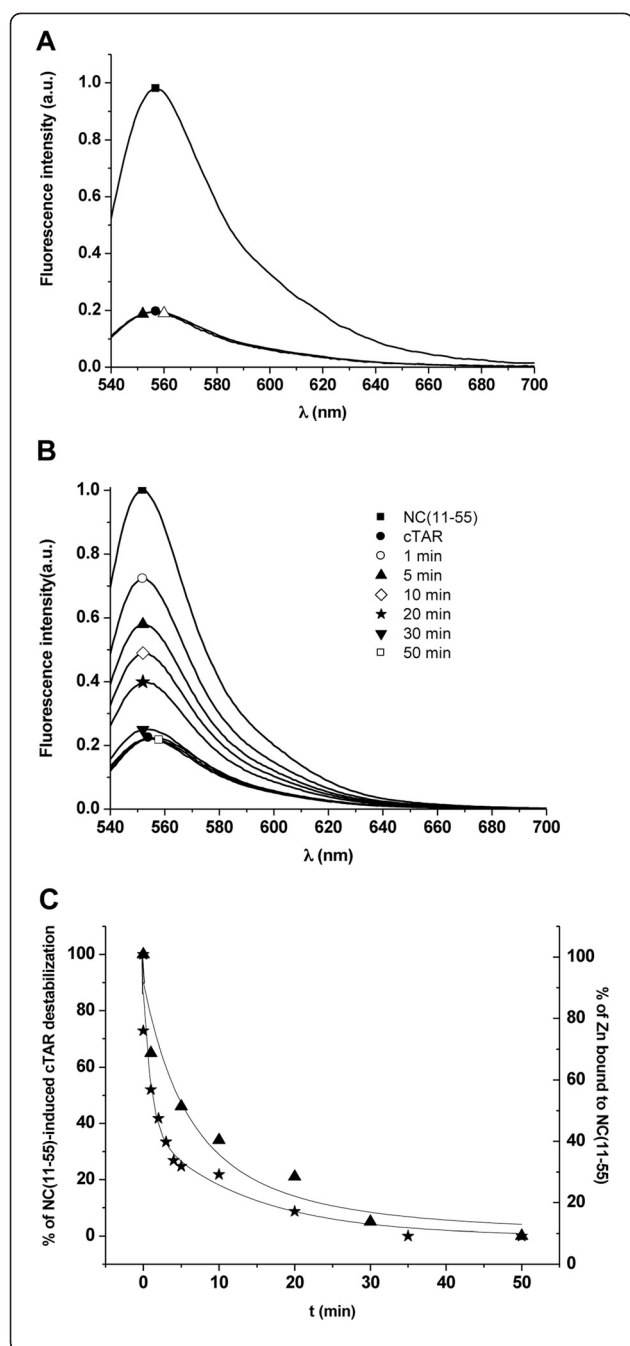 A
Fluorescence intensity (a.u.)
1.0
0.8
0.6
0.4
0.2
0.0
540 560 580 600 620 640 660 680 700
λ (nm)
B
Fluorescence intensity(a.u.)
1.0
0.8
0.6
0.4
0.2
0.0
NC(11-55)
cTAR
1 min
5 min
10 min
20 min
30 min
50 min
540 560 580 600 620 640 660 680 700
λ (nm)
C
% of NC(11-55)-induced cTAR destabilization
100
80
60
40
20
0
% of Zn bound to NC(11-55)
100
80
60
40
20
0
0 10 20 30 40 50
t (min)